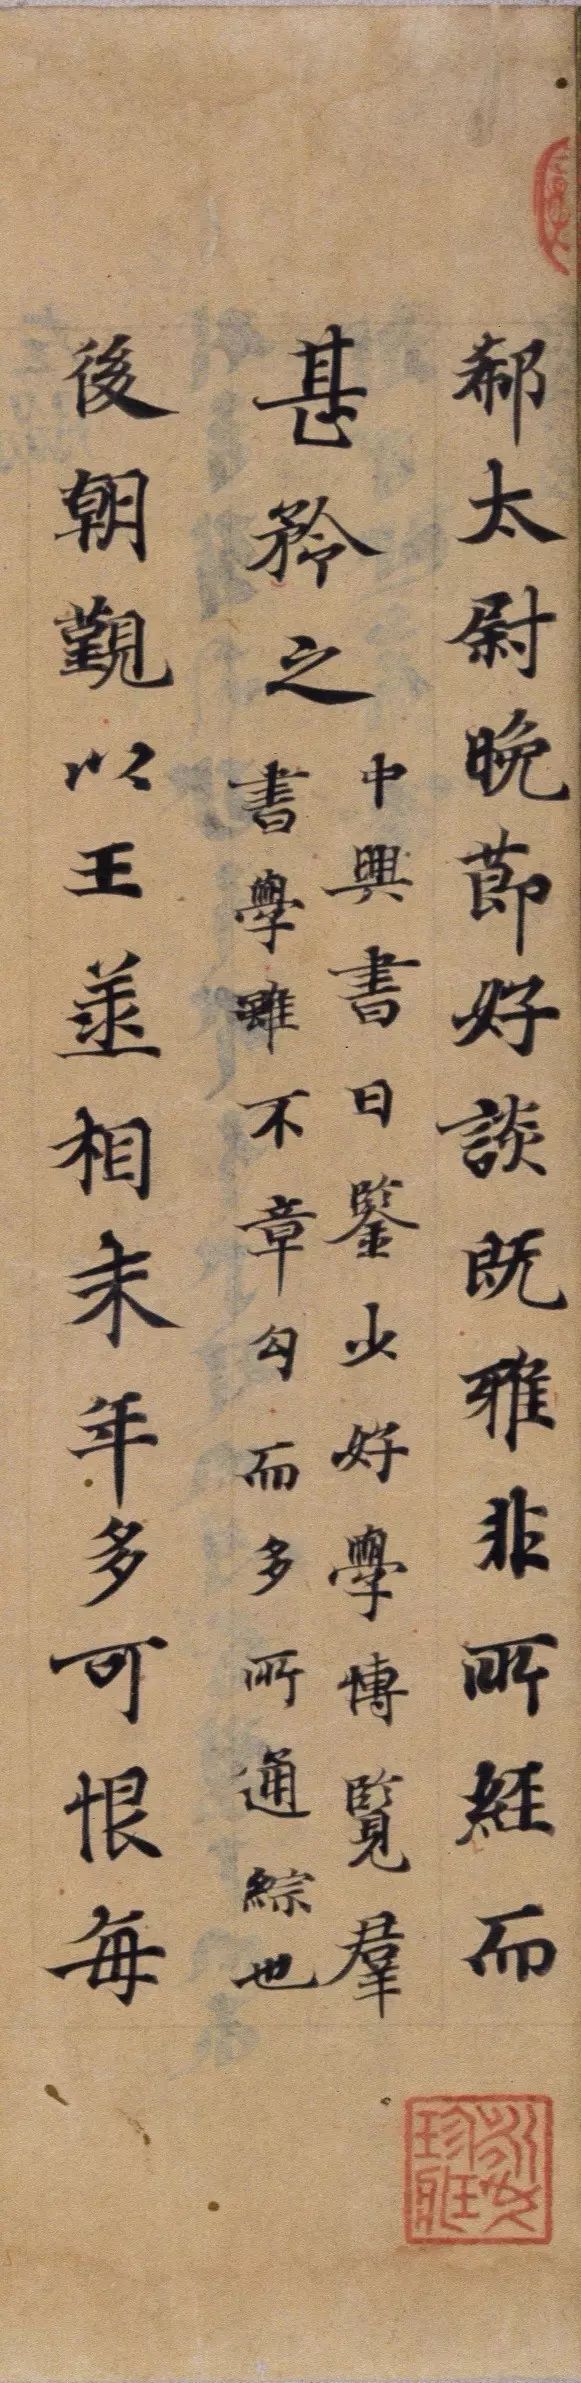 郗太尉晚節好談既雅非所經而
甚矜之
中興書曰鑒少好學博覽羣
書學雖不章勾而多所通綜也
後朝覲以王丞相末年多可恨每